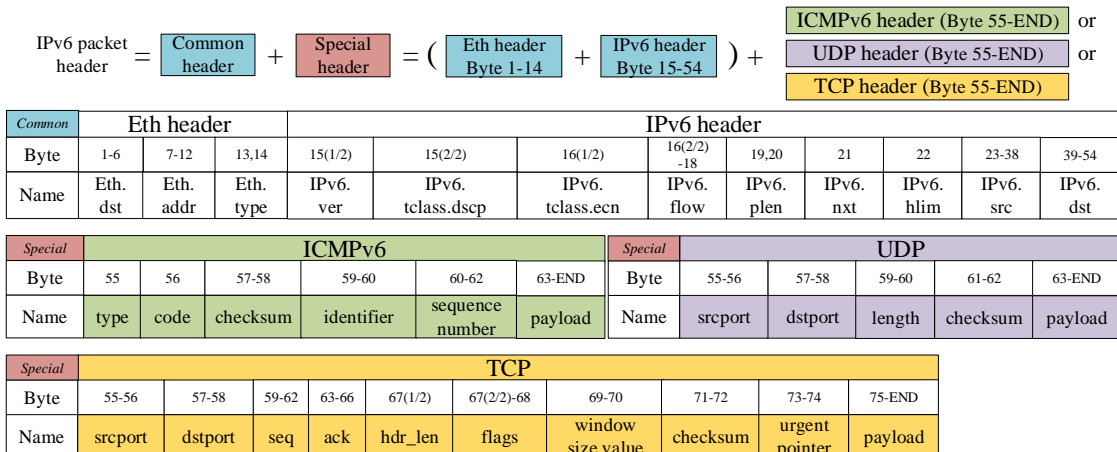 IPv6 packet header = Common header + Special header = ( Eth header Byte 1-14 + IPv6 header Byte 15-54 ) +
ICMPv6 header (Byte 55-END) or
UDP header (Byte 55-END) or
TCP header (Byte 55-END)
Common Eth header IPv6 header
Byte 1-6 7-12 13,14 15(1/2) 15(2/2) 16(1/2) 16(2/2)-18 19,20 21 22 23-38 39-54
Name Eth. dst Eth. addr Eth. type IPv6. ver IPv6. tclass.dscp IPv6. tclass.ecn IPv6. flow IPv6. plen IPv6. nxt IPv6. hlim IPv6. src IPv6. dst
Special ICMPv6
Byte 55 56 57-58 59-60 60-62 63-END
Name type code checksum identifier sequence number payload
Special UDP
Byte 55-56 57-58 59-60 61-62 63-END
Name srcport dstport length checksum payload
Special TCP
Byte 55-56 57-58 59-62 63-66 67(1/2) 67(2/2)-68 69-70 71-72 73-74 75-END
Name srcport dstport seq ack hdr_len flags window size value checksum urgent pointer payload